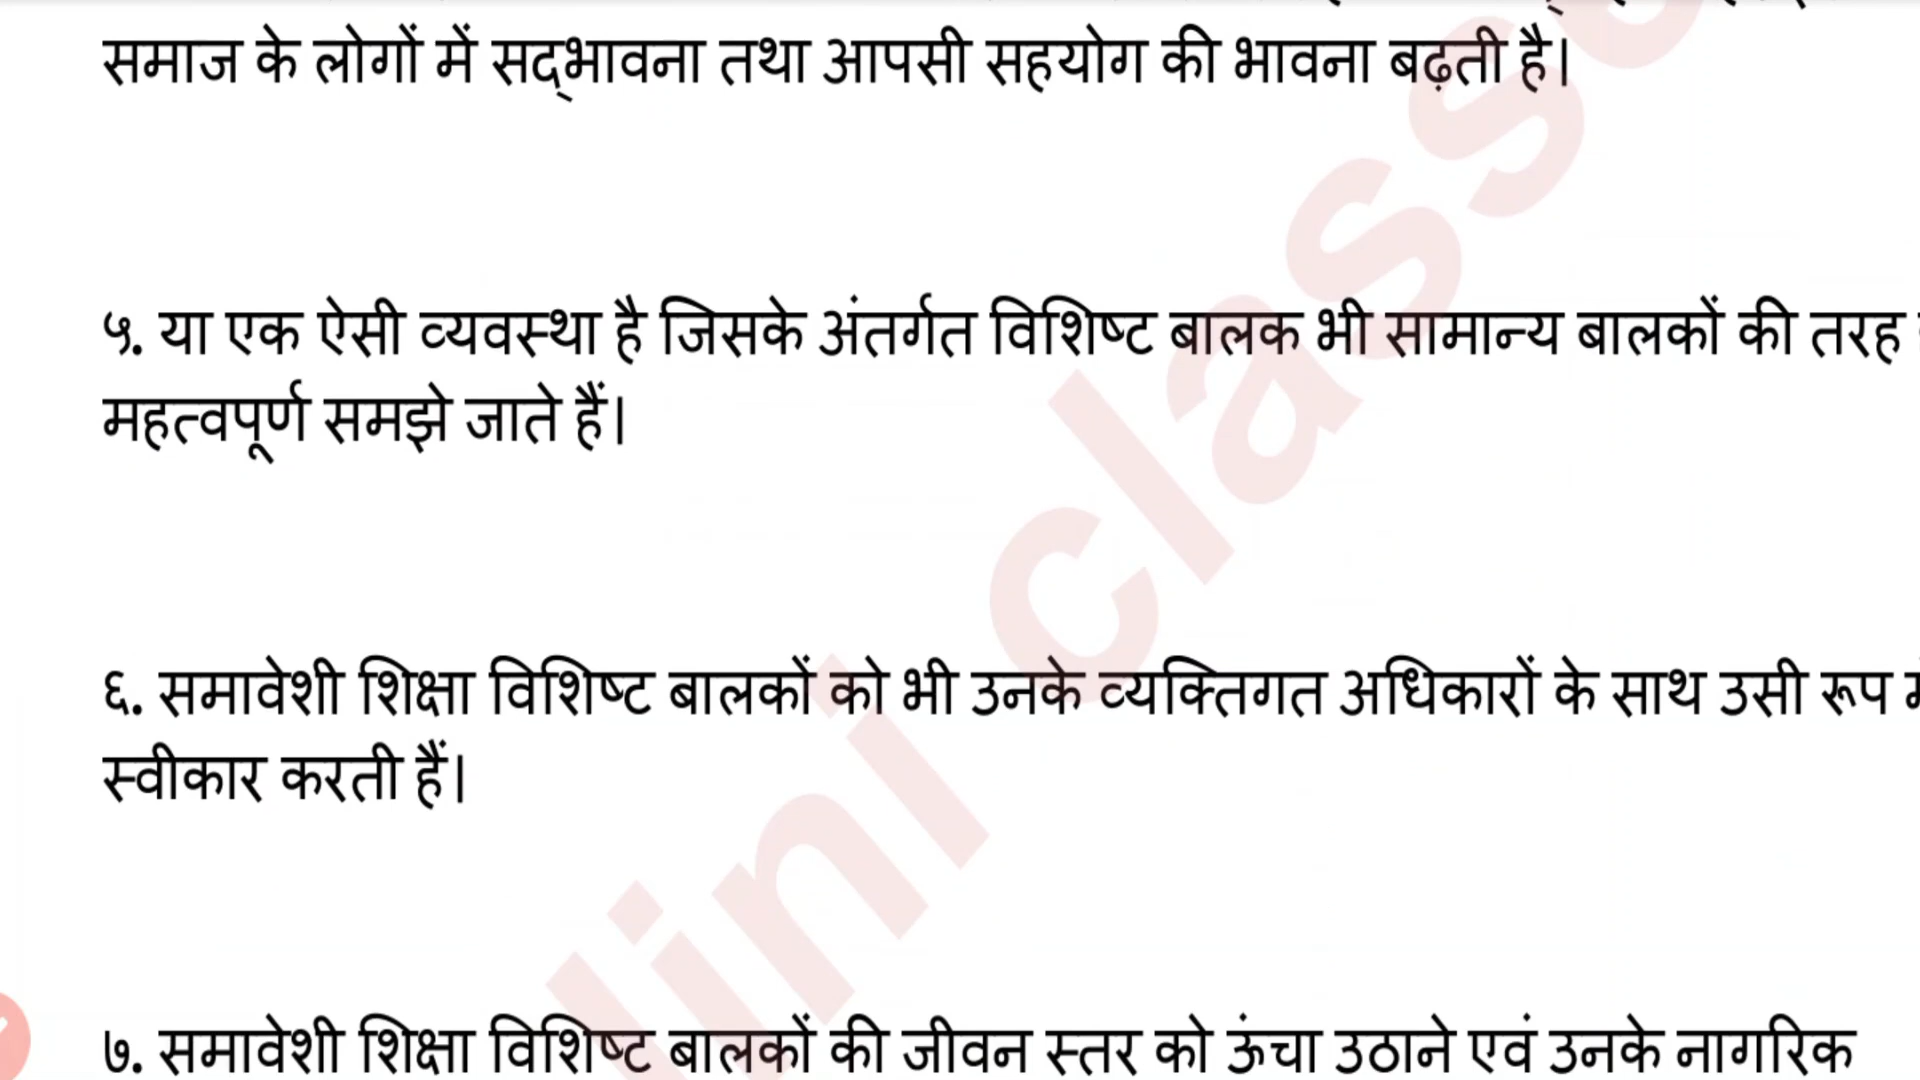 समाज के लोगों में सद्भावना तथा आपसी सहयोग की भावना बढ़ती है।
५. या एक ऐसी व्यवस्था है जिसके अंतर्गत विशिष्ट बालक भी सामान्य बालकों की तरह
महत्वपूर्ण समझे जाते हैं।
६. समावेशी शिक्षा विशिष्ट बालकों को भी उनके व्यक्तिगत अधिकारों के साथ उसी रूप में
स्वीकार करती हैं।
७. समावेशी शिक्षा विशिष्ट बालकों की जीवन स्तर को ऊंचा उठाने एवं उनके नागरिक
lini classe